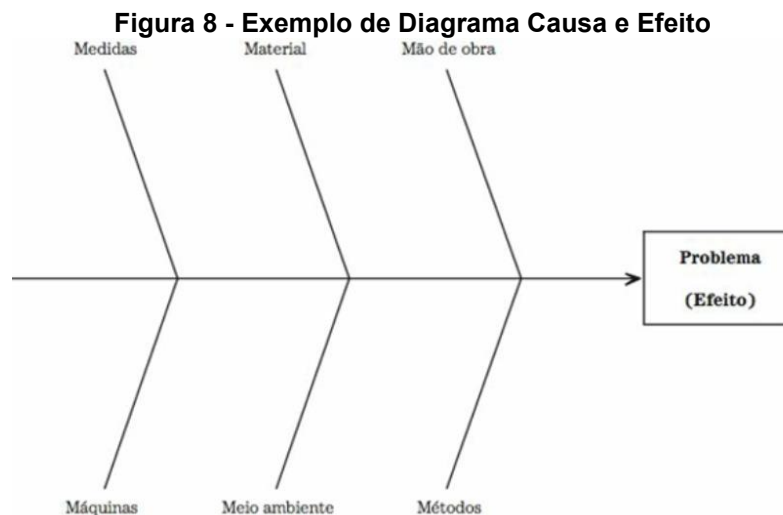 Figura 8 - Exemplo de Diagrama Causa e Efeito
Medidas
Material
Mão de obra
Problema
(Efeito)
Máquinas
Meio ambiente
Métodos